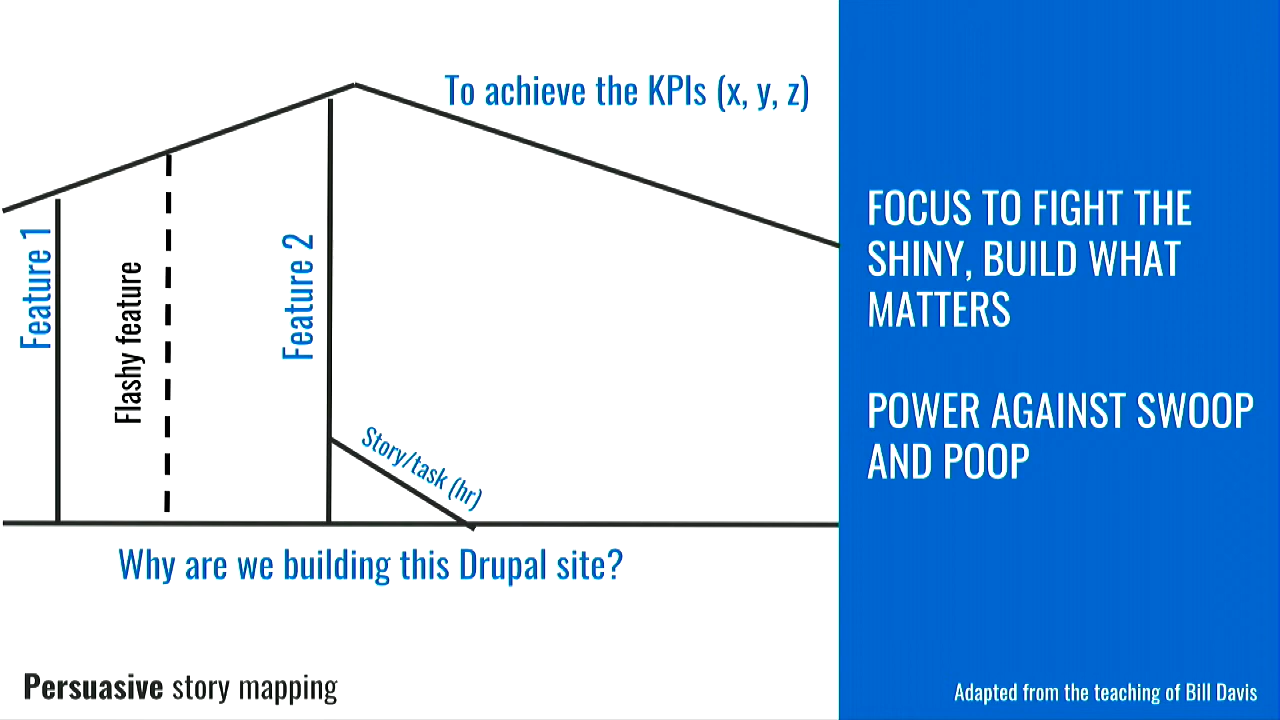 To achieve the KPIs (x, y, z)
Feature 1
Flashy feature
Feature 2
Story/task (hr)
Why are we building this Drupal site?
Persuasive story mapping
FOCUS TO FIGHT THE
SHINY, BUILD WHAT
MATTERS
POWER AGAINST SWOOP
AND POOP
Adapted from the teaching of Bill Davis